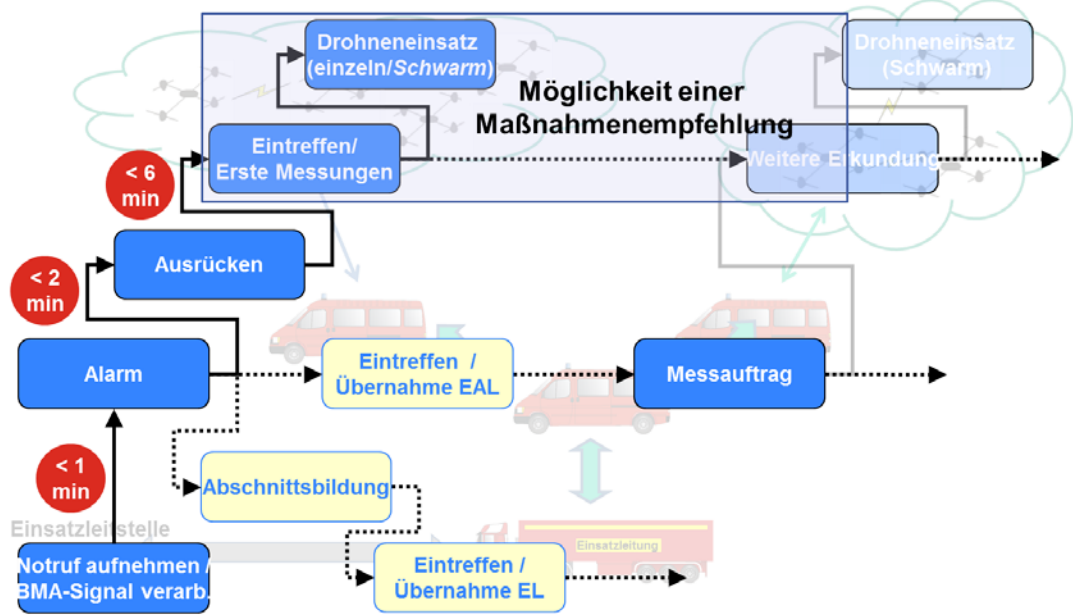 Drohneneinsatz
(einzeln/Schwarm)
Drohneneinsatz
(Schwarm)
Möglichkeit einer
Maßnahmenempfehlung
Eintreffen/
Erste Messungen
Weitere Erkundung
< 6
min
Ausrücken
< 2
min
Alarm
Eintreffen /
Übernahme EAL
Messauftrag
< 1
min
Abschnittsbildung
Einsatzleitstelle
Notruf aufnehmen /
BMA-Signal verarb.
Eintreffen /
Übernahme EL
Einsatzleitung